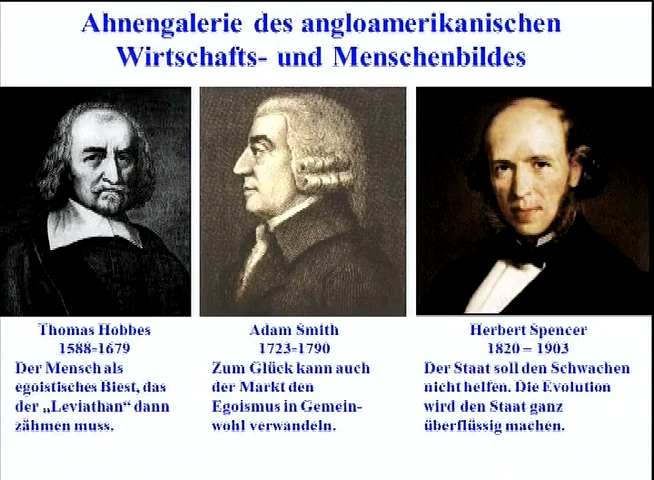 Ahnengalerie des angloamerikanischen
Wirtschafts- und Menschenbildes
Thomas Hobbes
1588-1679
Der Mensch als
egoistisches Biest, das
der „Leviathan“ dann
zähmen muss.
Adam Smith
1723-1790
Zum Glück kann auch
der Markt den
Egoismus in Gemein-
wohl verwandeln.
Herbert Spencer
1820 – 1903
Der Staat soll den Schwachen
nicht helfen. Die Evolution
wird den Staat ganz
überflüssig machen.